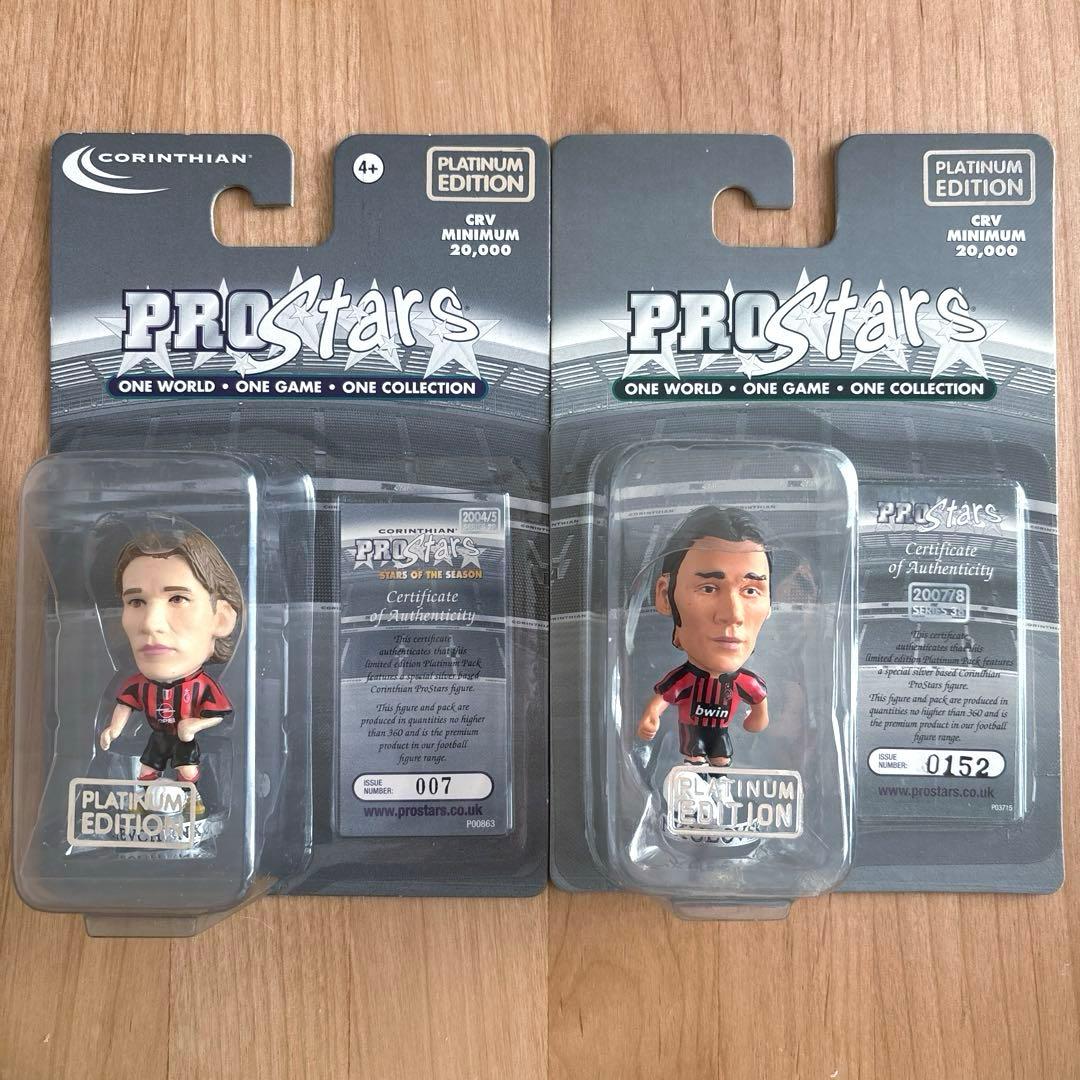 CORINTHIAN
4+
PLATINUM
EDITION
CRV
MINIMUM
20,000
PROStars
ONE WORLD • ONE GAME • ONE COLLECTION
2004/5
CORINTHIAN
PROStars
STARS OF THE SEASON
Certificate
of Authenticity
This certificate
authenticates that this
limited edition Platinum Pack
features a special silver based
Corinthian ProStars figure.
This figure and pack are
produced in quantities no higher
than 360 and is the premium
product in our football
figure range.
ISSUE
NUMBER: 007
www.prostars.co.uk
P00863
OPEL
PLATINUM
EDITION
PLATINUM
EDITION
CRV
MINIMUM
20,000
PROStars
ONE WORLD • ONE GAME • ONE COLLECTION
PROStars
Certificate
of Authenticity
2007/8
This certificate
authenticates that this
limited edition Platinum Pack features
a special silver based Corinthian
ProStars figure.
This figure and pack are produced in
quantities no higher than 360 and is
the premium product in our football
figure range.
ISSUE
NUMBER: 0152
www.prostars.co.uk
P03715
bwin
PLATINUM
EDITION